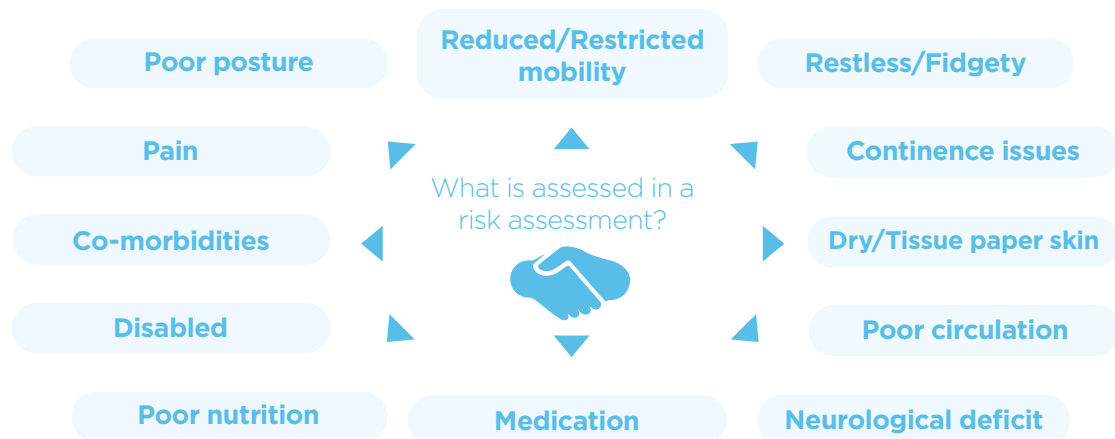 Reduced/Restricted
mobility
Poor posture
Restless/Fidgety
Pain
Continence issues
What is assessed in a
risk assessment?
Co-morbidities
Dry/Tissue paper skin
Disabled
Poor circulation
Poor nutrition
Medication
Neurological deficit